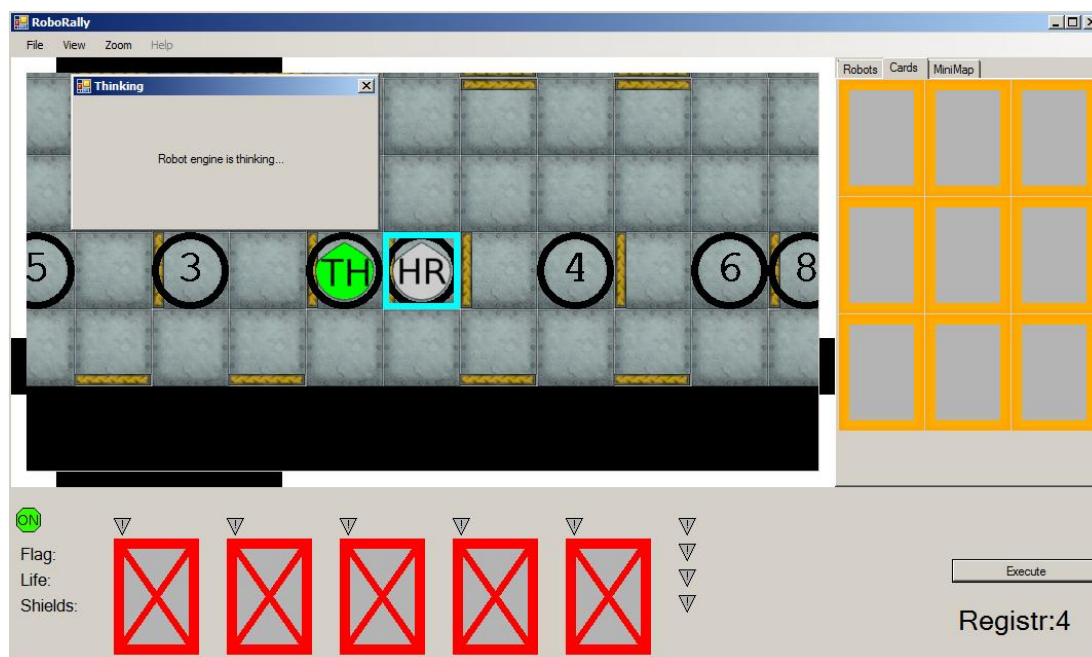 RoboRally
File View Zoom Help
Thinking
Robot engine is thinking...
Robots Cards MiniMap
5 3 TH HR 4 6 8
ON
Flag:
Life:
Shields:
! ! ! ! ! !
!
!
!
Execute
Registr:4